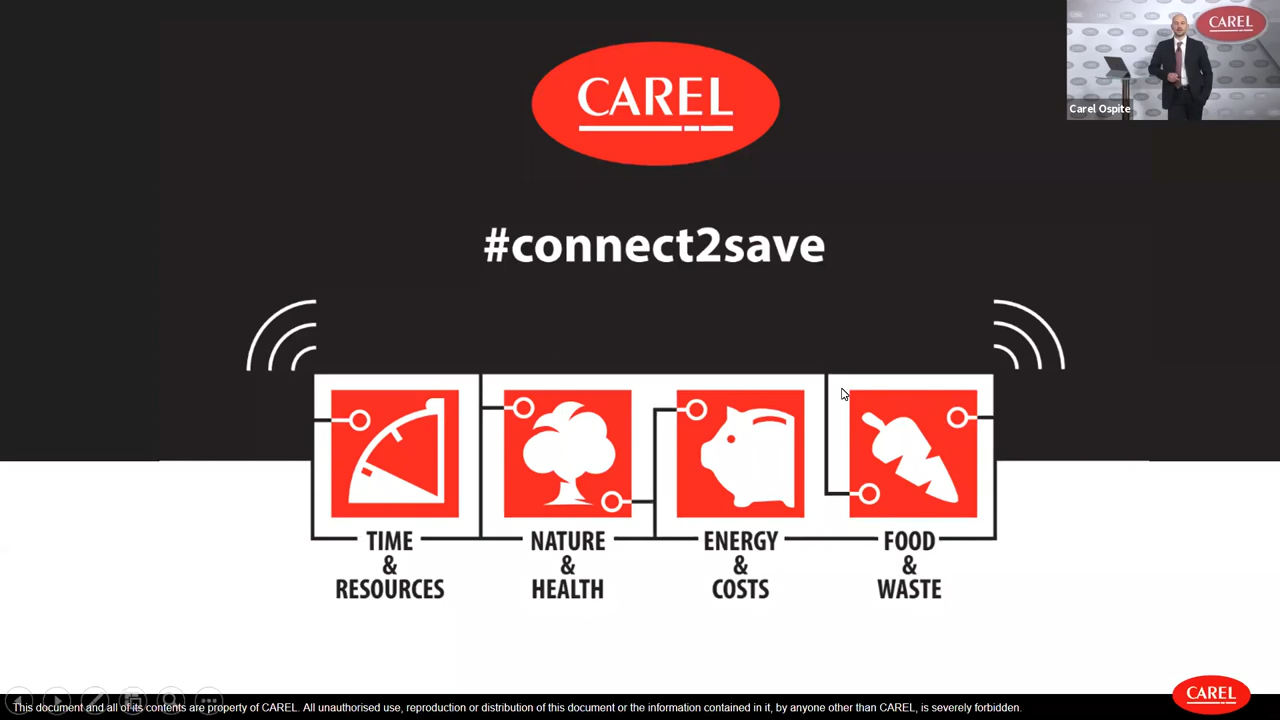 CAREL
CAREL
Carel Ospite
#connect2save
TIME
&
RESOURCES
NATURE
&
HEALTH
ENERGY
&
COSTS
FOOD
&
WASTE
This document and all of its contents are property of CAREL. All unauthorised use, reproduction or distribution of this document or the information contained in it, by anyone other than CAREL, is severely forbidden.
CAREL